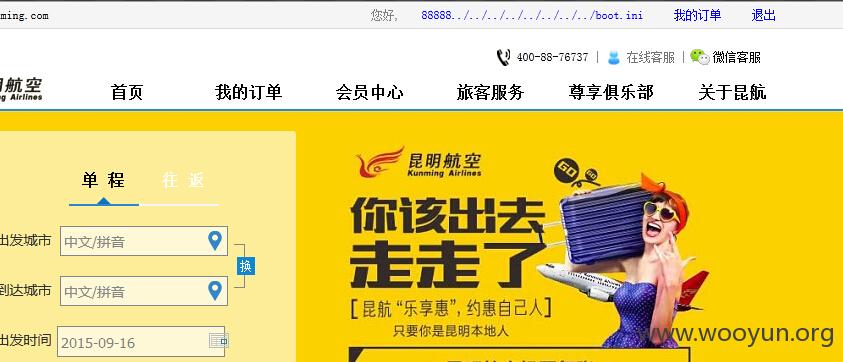 ming.com 您好, 88888../../../../../../../../boot.ini 我的订单 退出
400-88-76737 | 在线客服 | 微信客服
明航空
ng Airlines
首页 我的订单 会员中心 旅客服务 尊享俱乐部 关于昆航
单 程 往 返
昆明航空
Kunming Airlines
GO
GO
你该出去
走走了
[昆航“乐享惠”,约惠自己人]
只要你是昆明本地人
出发城市 中文/拼音
换
到达城市 中文/拼音
出发时间 2015-09-16
www.wooyun.org